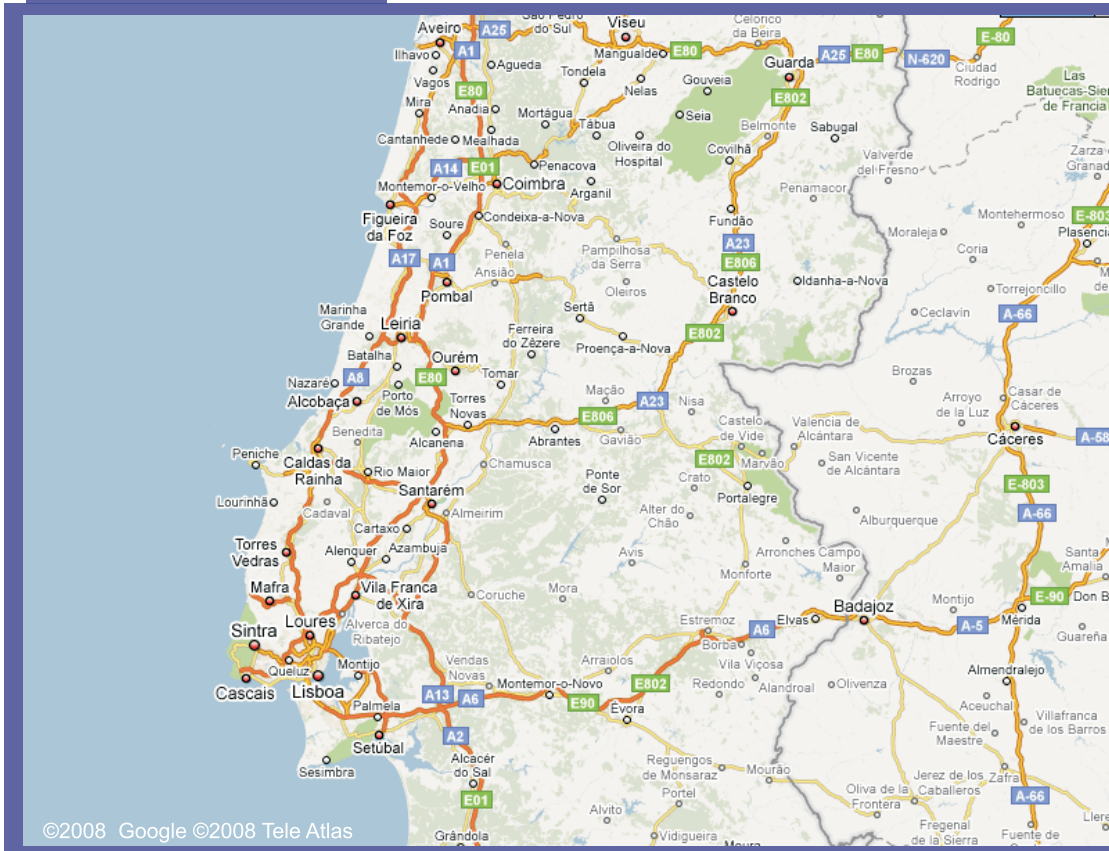 São Pedro
do Sul
Viseu
Celorico
da Beira
Aveiro
A25
E-80
Ilhavo
A1
Agueda
Mangualde
E80
A25
E80
N-620
Guarda
Ciudad
Rodrigo
Vagos
Tondela
Gouveia
Las
Batuecas-Sier
de Francia
E80
Nelas
E802
Mira
Anadia
Mortágua
Seia
Tábua
Belmonte
Sabugal
Cantanhede
Mealhada
Oliveira do
Hospital
Covilhã
Valverde
del Fresno
Zarza
Granad
A14
E01
Penacova
Montemor-o-Velho
Coimbra
Arganil
Penamacor
Figueira
da Foz
Soure
Condeixa-a-Nova
Fundão
Montehermoso
E-803
Plasencia
Moraleja
A17
A1
Penela
Pampilhosa
da Serra
A23
Coria
E806
Ansião
Pombal
Oleiros
Castelo
Branco
Idanha-a-Nova
Torrejoncillo
Marinha
Grande
Leiria
Sertã
Ceclavín
A-66
Ferreira
do Zêzere
Proença-a-Nova
E802
Batalha
Ourém
Nazaré
A8
E80
Tomar
Brozas
Alcobaça
Porto
de Mós
Torres
Novas
Mação
A23
Nisa
Arroyo
de la Luz
Casar de
Cáceres
Benedita
Alcanena
E806
Abrantes
Gavião
Castelo
de Vide
Valencia de
Alcántara
Cáceres
A-58
Peniche
Caldas da
Rainha
Rio Maior
Chamusca
E802
Marvão
San Vicente
de Alcántara
Ponte
de Sor
Crato
Portalegre
E-803
Lourinhã
Cadaval
Santarém
Almeirim
Alter do
Chão
Alburquerque
A-66
Cartaxo
Torres
Vedras
Alenquer
Azambuja
Avis
Arronches
Campo
Maior
Santa
Amalia
Mafra
Vila Franca
de Xira
Coruche
Mora
Monforte
Badajoz
Montijo
E-90
Don B
Mérida
Sintra
Loures
Alverca do
Ribatejo
Estremoz
A6
Elvas
A-5
Guareña
Borba
Queluz
Montijo
Vendas
Novas
Arraiolos
Vila Viçosa
Almendralejo
Cascais
Lisboa
A13
A6
Montemor-o-Novo
E802
Redondo
Alandroal
Olivenza
Palmela
E90
Évora
Aceuchal
Villafranca
de los Barros
Setúbal
A2
Fuente del
Maestre
Sesimbra
Alcacér
do Sal
Reguengos
de Monsaraz
Mourão
Zafra
Oliva de la
Frontera
Jerez de los
Caballeros
A-66
E01
Portel
Alvito
Fregenal
de la Sierra
Fuente de
Llere
©2008 Google ©2008 Tele Atlas
Grândola
Vidigueira
Moura